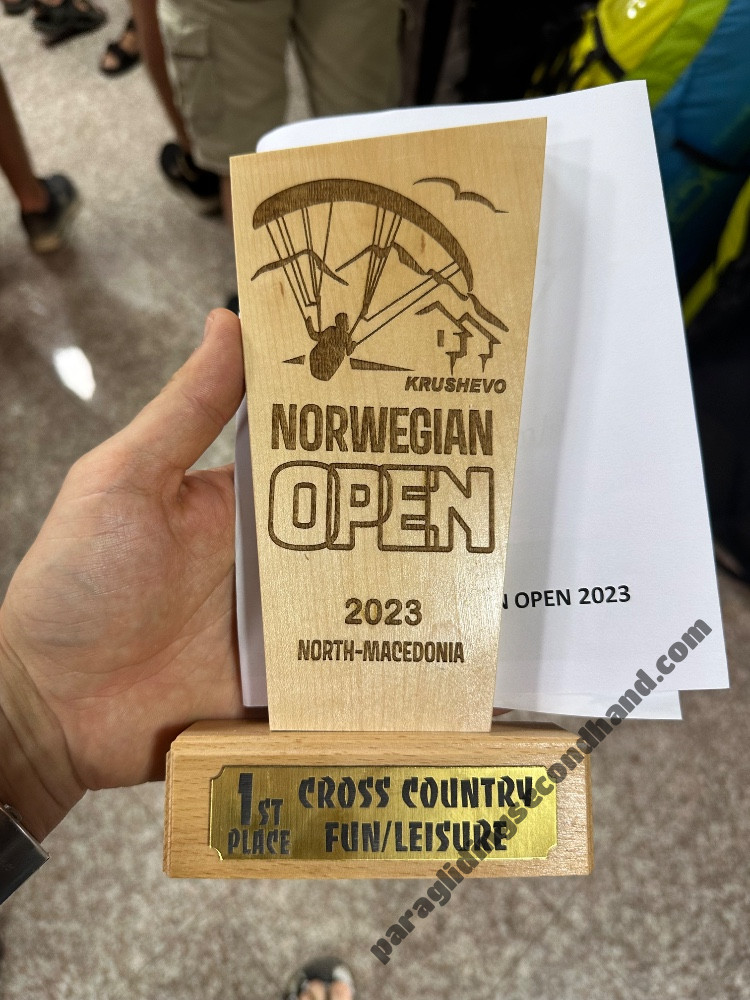 KRUSHEVO
NORWEGIAN
OPEN
2023
NORTH-MACEDONIA
N OPEN 2023
1ST
PLACE
CROSS COUNTRY
FUN/LEISURE
paraglidingsecondhand.com